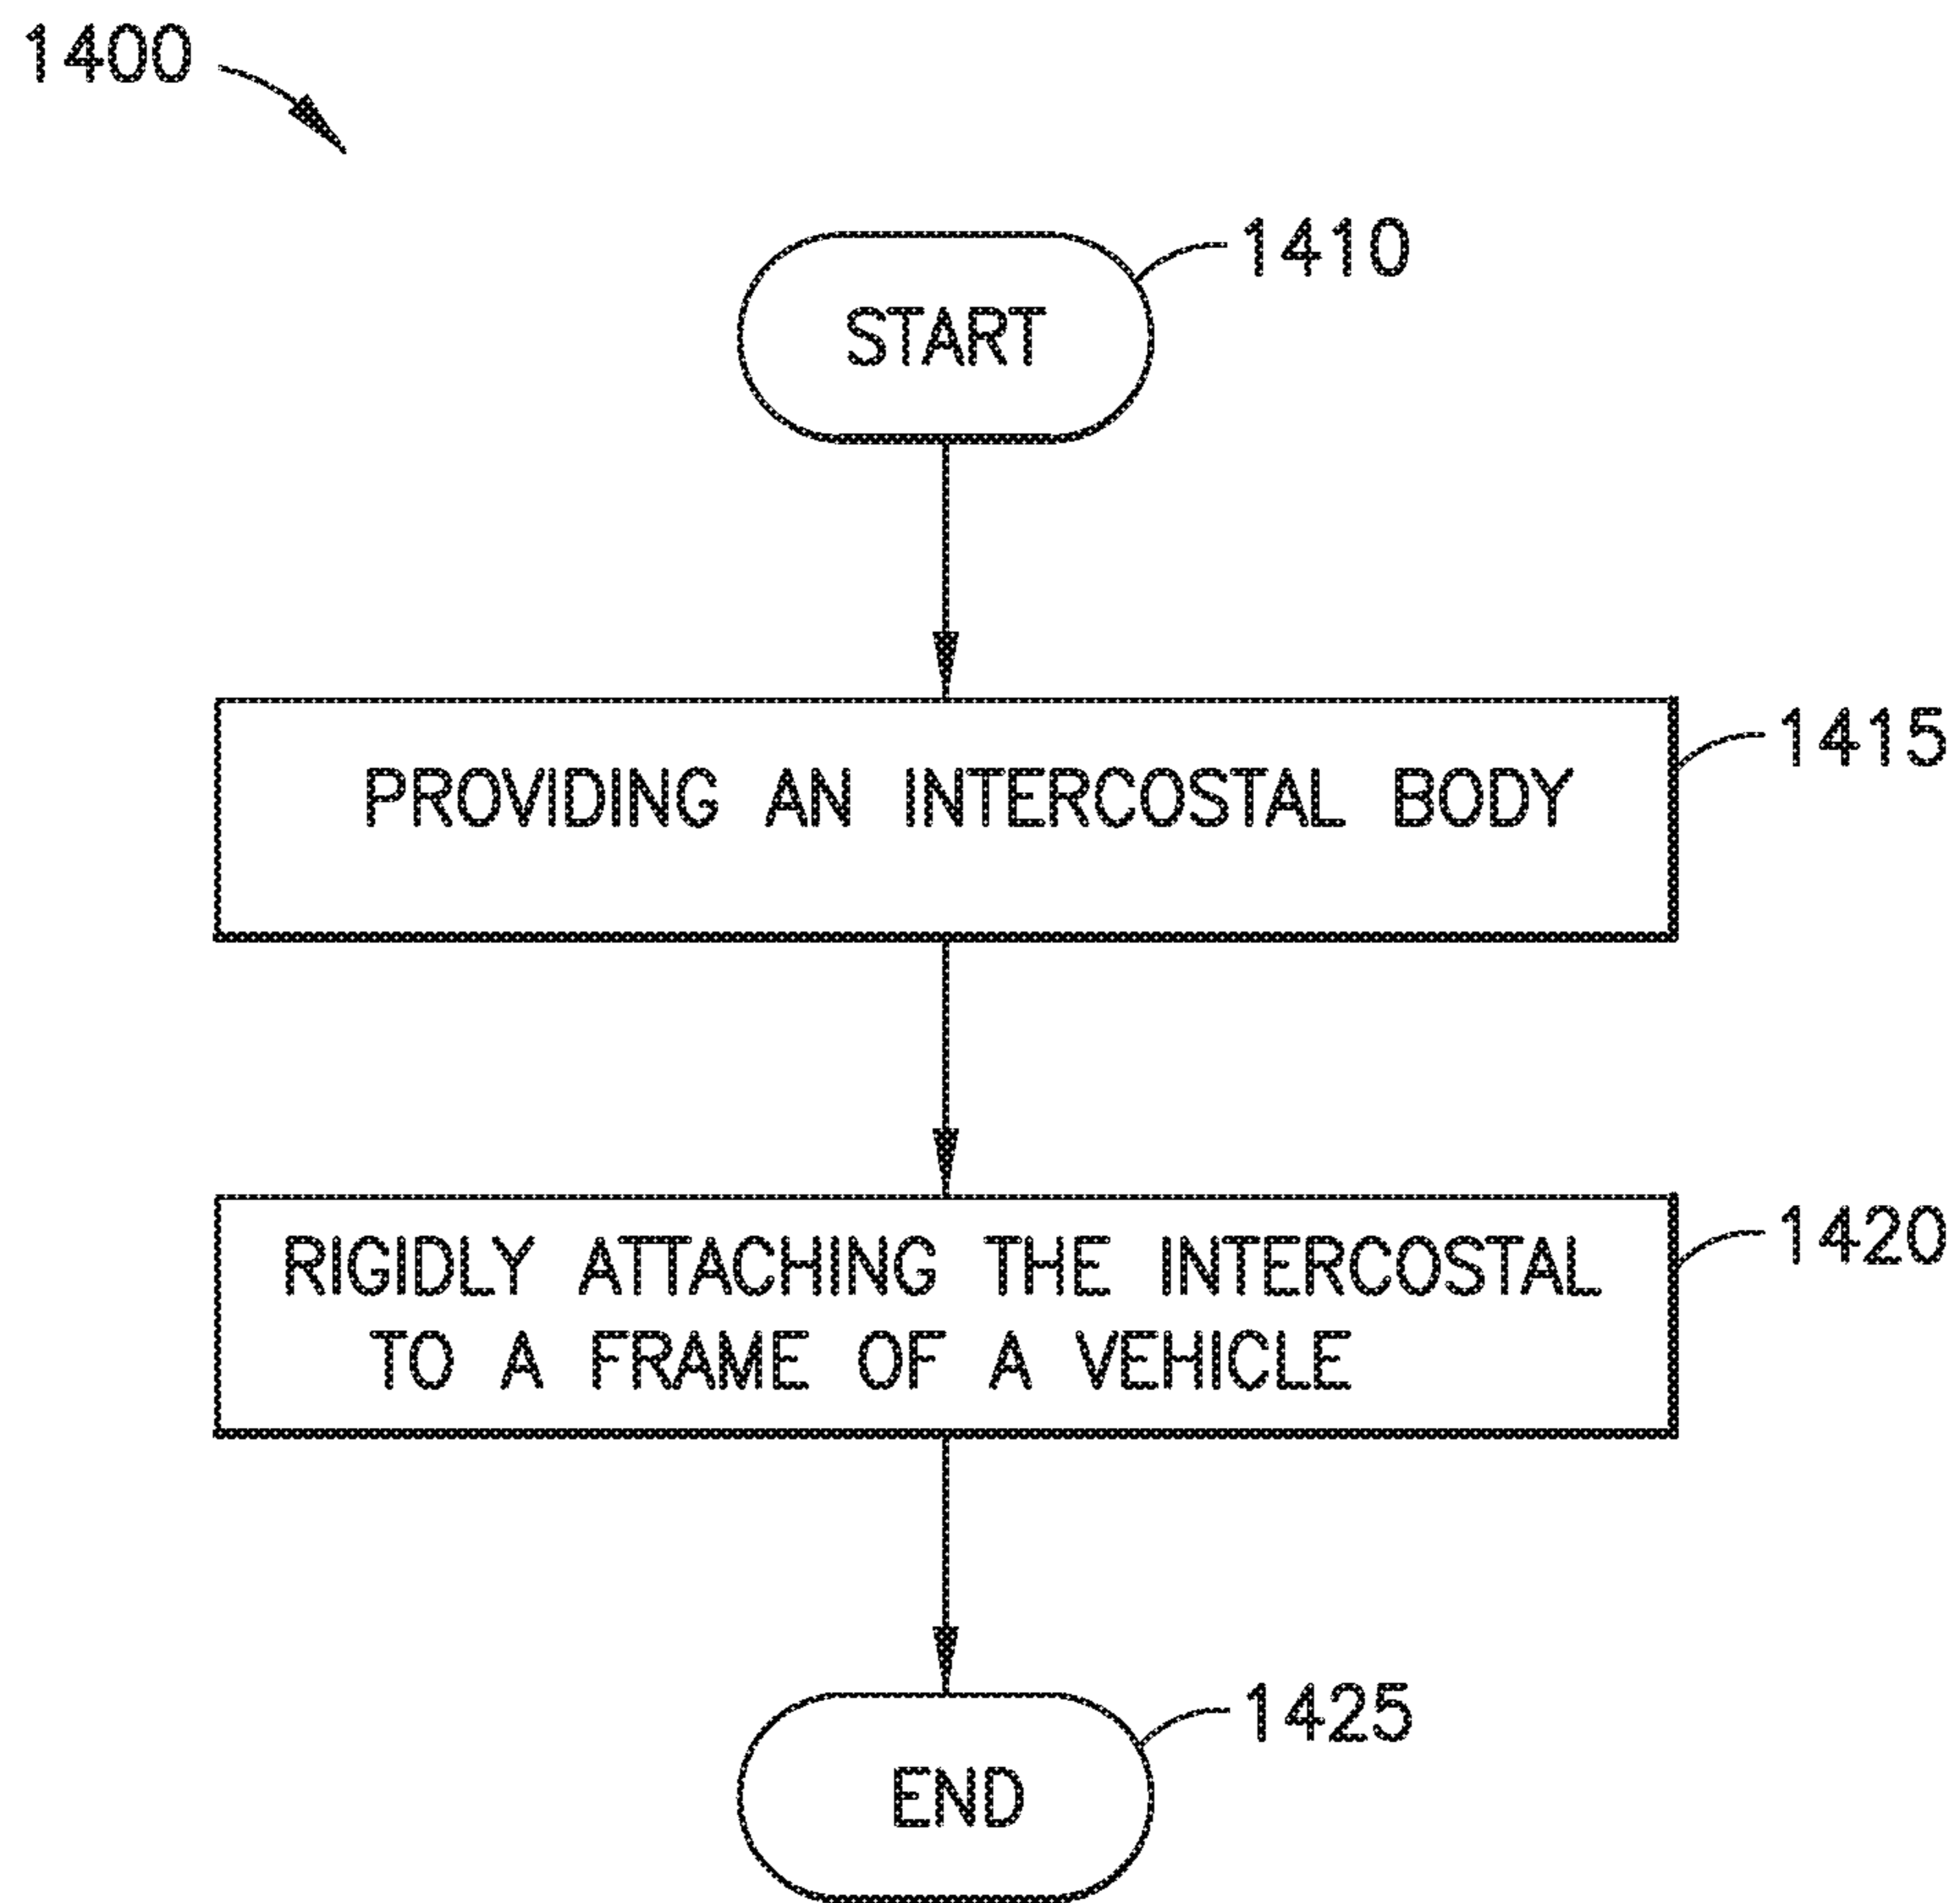 1400
1410
START
1415
PROVIDING AN INTERCOSTAL BODY
1420
RIGIDLY ATTACHING THE INTERCOSTAL
TO A FRAME OF A VEHICLE
1425
END